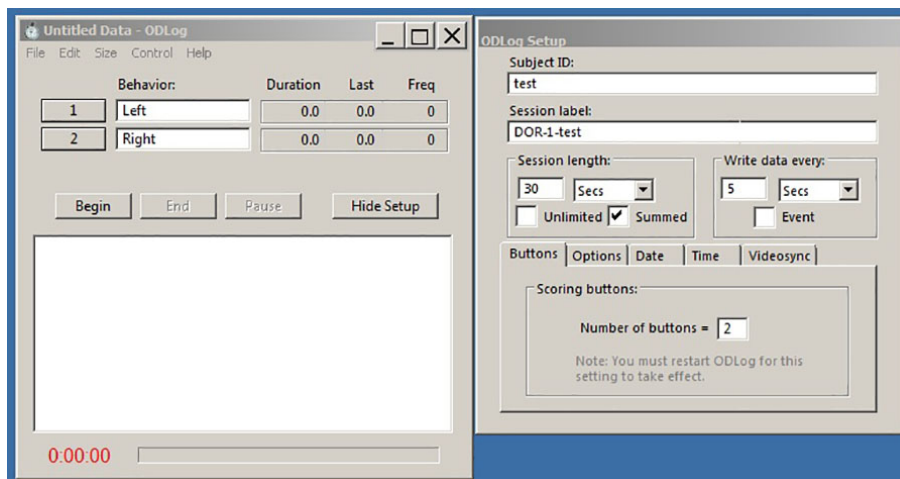 Untitled Data - ODLog
File Edit Size Control Help
Behavior: Duration Last Freq
1 Left 0.0 0.0 0
2 Right 0.0 0.0 0
Begin End Pause Hide Setup
0:00:00
ODLog Setup
Subject ID:
test
Session label:
DOR-1-test
Session length: Write data every:
30 Secs 5 Secs
Unlimited Summed Event
Buttons Options Date Time Videosync
Scoring buttons:
Number of buttons = 2
Note: You must restart ODLog for this
setting to take effect.